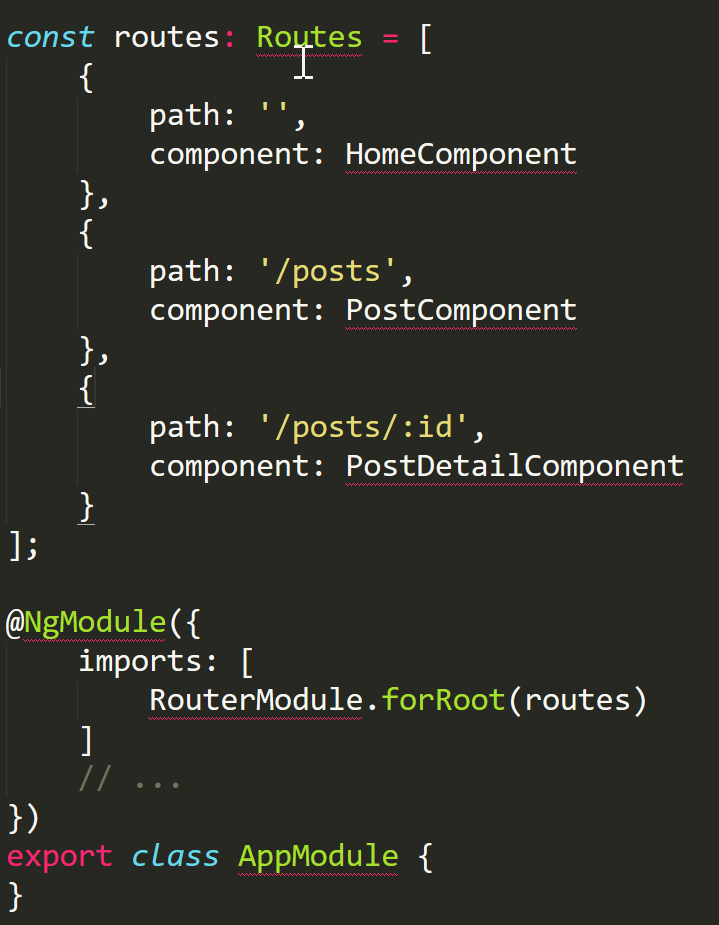 const routes: Routes = [
    {
        path: '',
        component: HomeComponent
    },
    {
        path: '/posts',
        component: PostComponent
    },
    {
        path: '/posts/:id',
        component: PostDetailComponent
    }
];

@NgModule({
    imports: [
        RouterModule.forRoot(routes)
    ]
    // ...
})
export class AppModule {
}